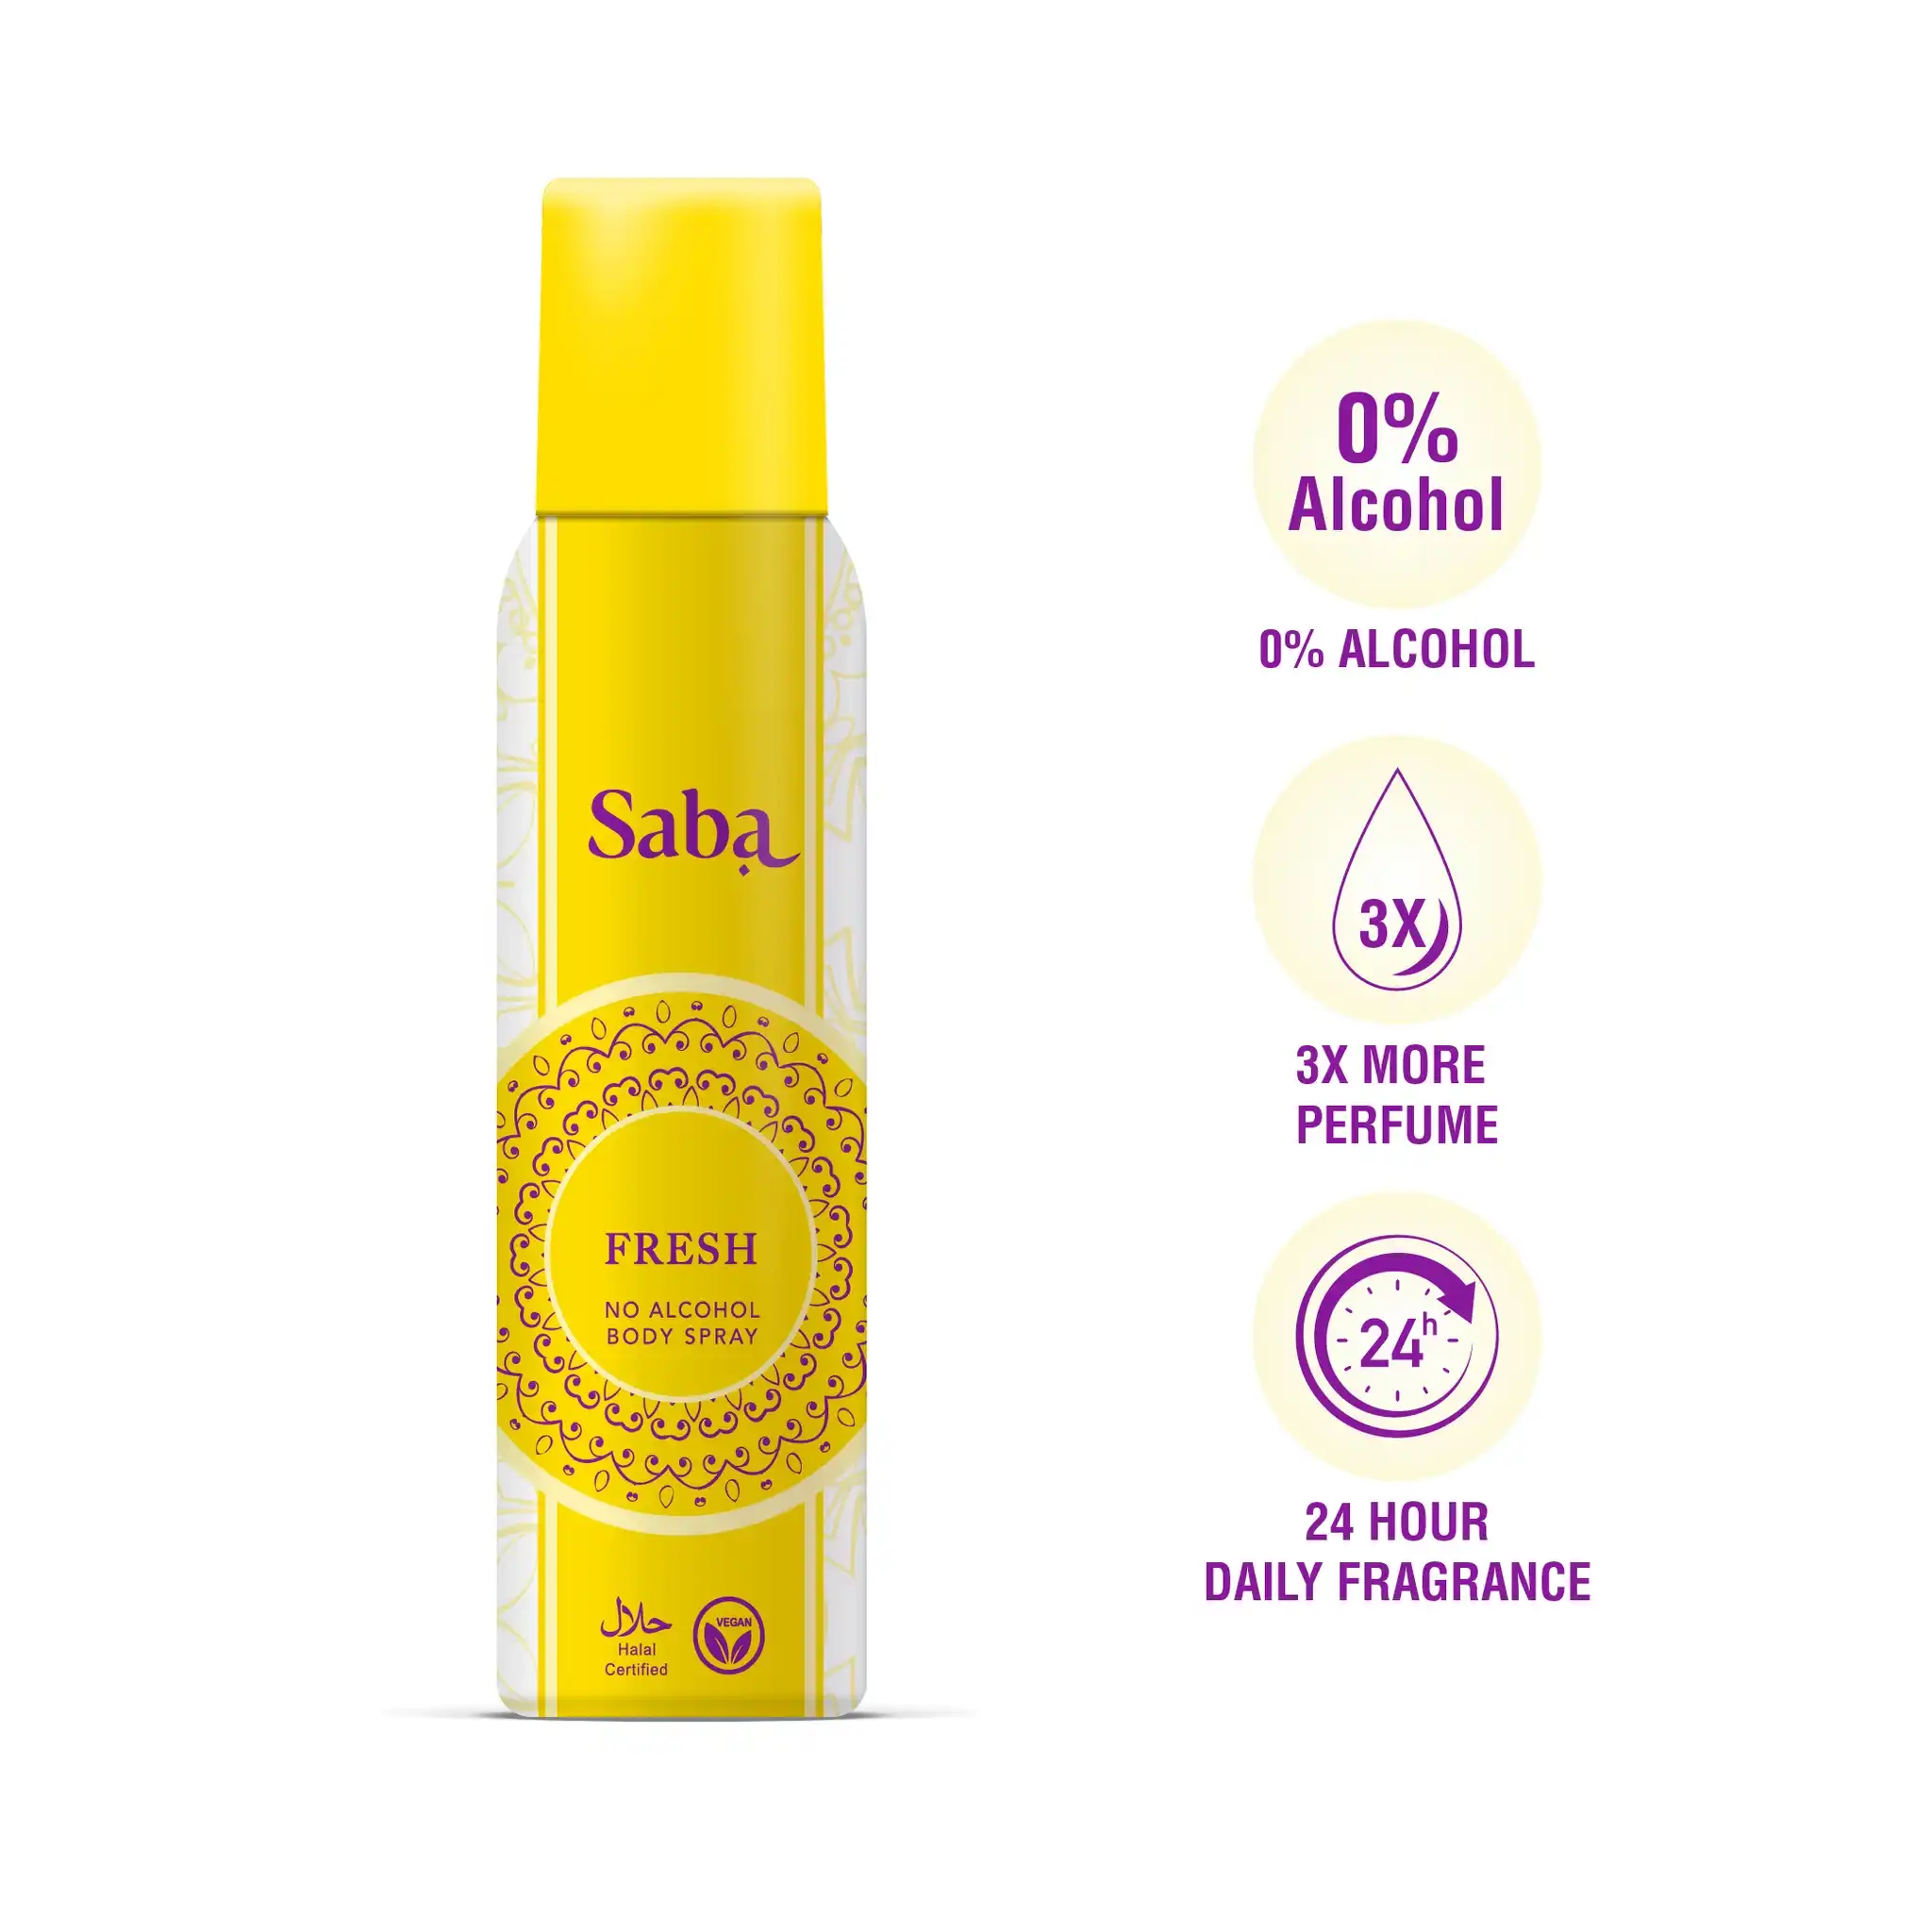 Saba
FRESH
NO ALCOHOL
BODY SPRAY
حلال
Halal
Certified
VEGAN
0%
Alcohol
0% ALCOHOL
3X
3X MORE
PERFUME
24h
24 HOUR
DAILY FRAGRANCE